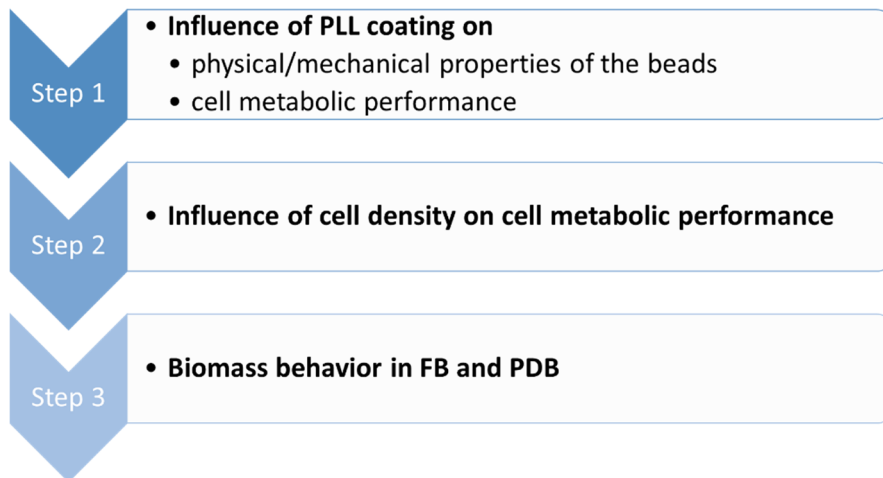 Step 1
• Influence of PLL coating on
• physical/mechanical properties of the beads
• cell metabolic performance
Step 2
• Influence of cell density on cell metabolic performance
Step 3
• Biomass behavior in FB and PDB